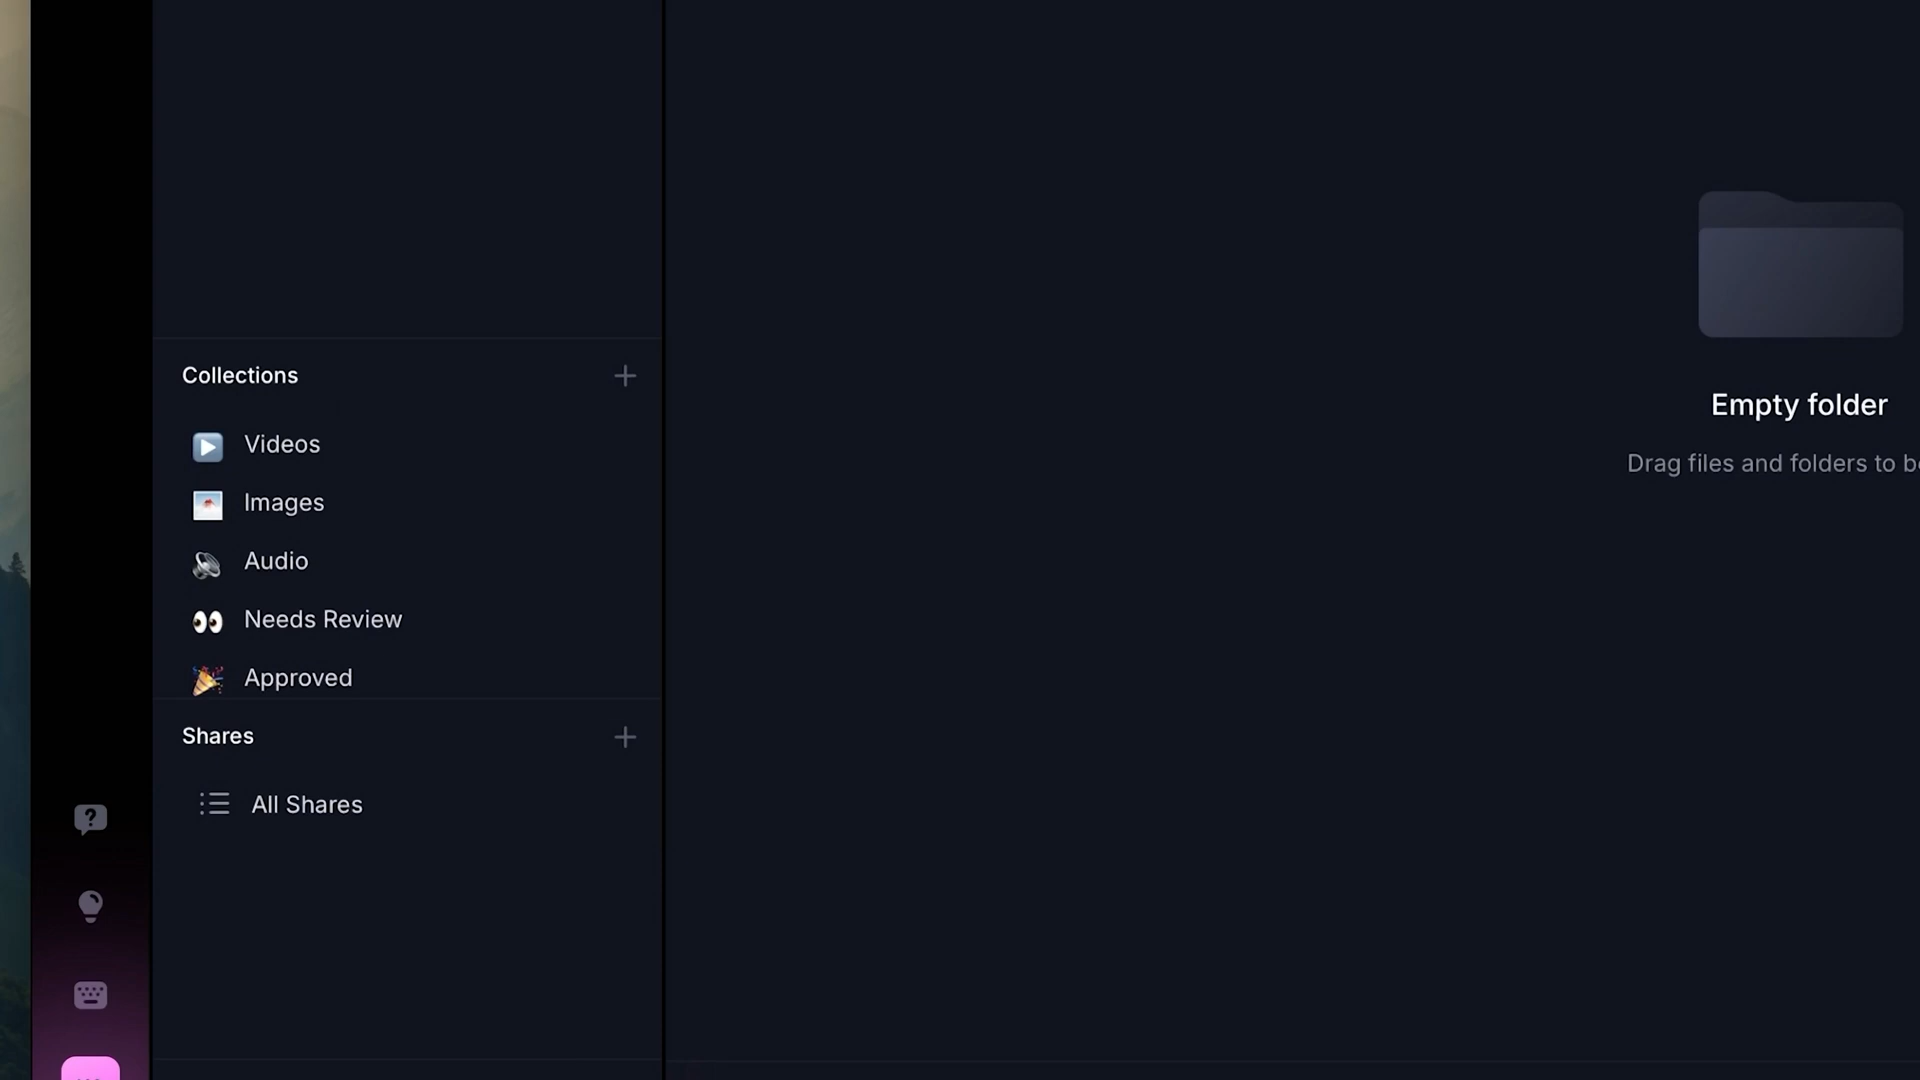 Collections
Videos
Images
Audio
Needs Review
Approved
Shares
All Shares
Empty folder
Drag files and folders to